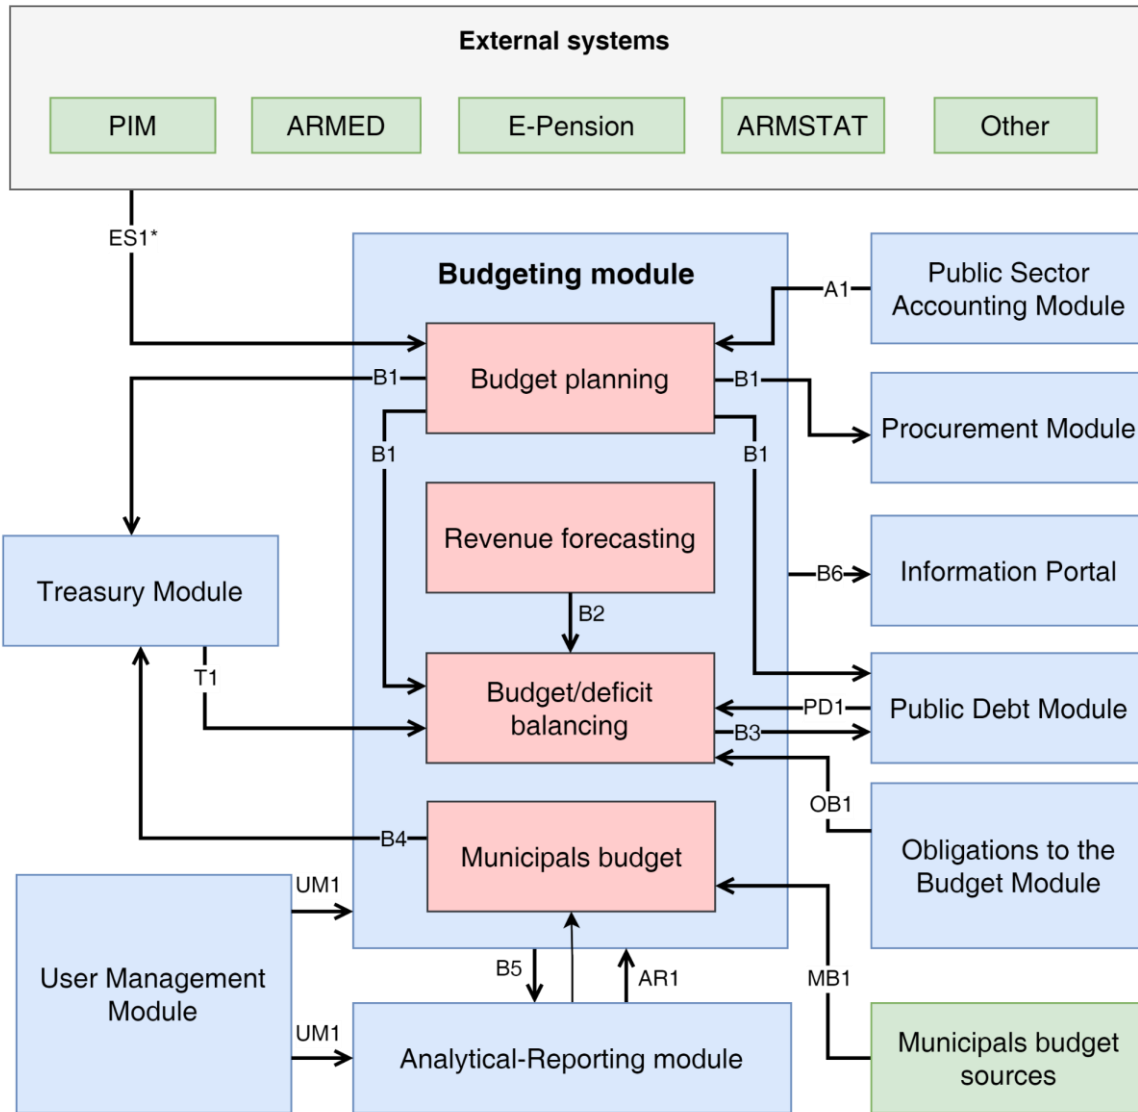 External systems
PIM
ARMED
E-Pension
ARMSTAT
Other
ES1*
Budgeting module
A1
Public Sector
Accounting Module
Budget planning
B1
B1
B1
B1
Procurement Module
Revenue forecasting
B6
Information Portal
Treasury Module
B2
T1
Budget/deficit
balancing
PD1
B3
Public Debt Module
OB1
B4
Municipals budget
Obligations to the
Budget Module
UM1
User Management
Module
B5
AR1
MB1
UM1
Analytical-Reporting module
Municipals budget
sources